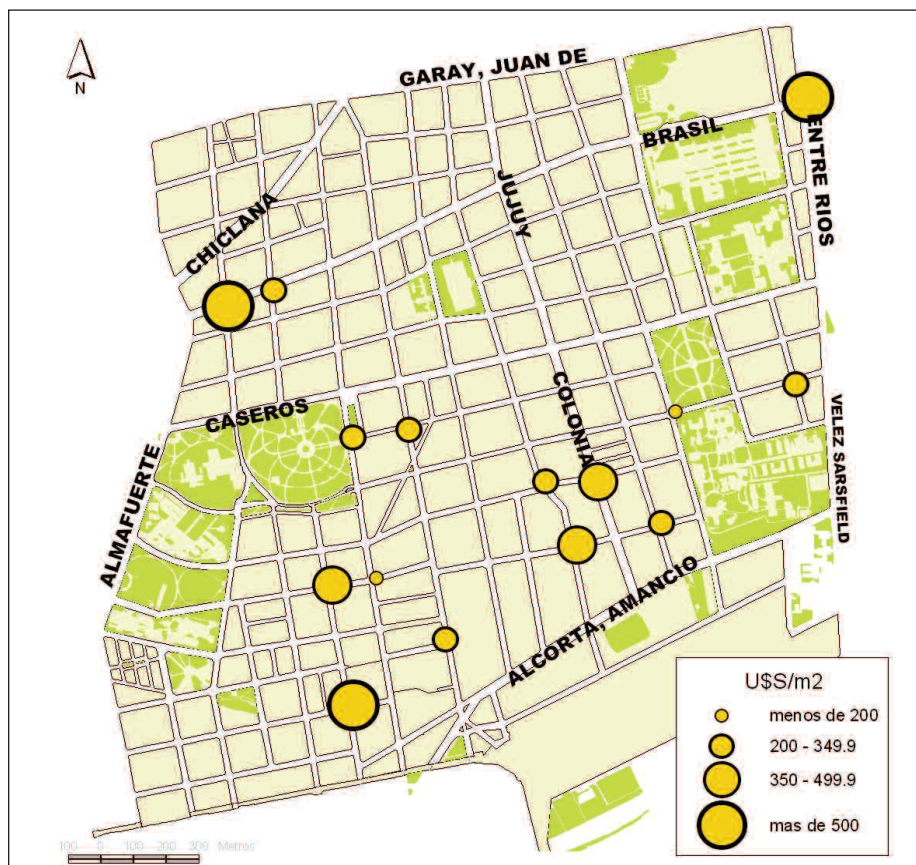 GARAY, JUAN DE
N
BRASIL
ENTRE RIOS
JUJUY
CHICLANA
CASEROS
COLONIA
VELEZ SARSFIELD
ALMAFUERTE
ALCORTA, AMANCIO
U$S/m2
menos de 200
200 - 349.9
350 - 499.9
mas de 500
100 0 100 200 300 Metros